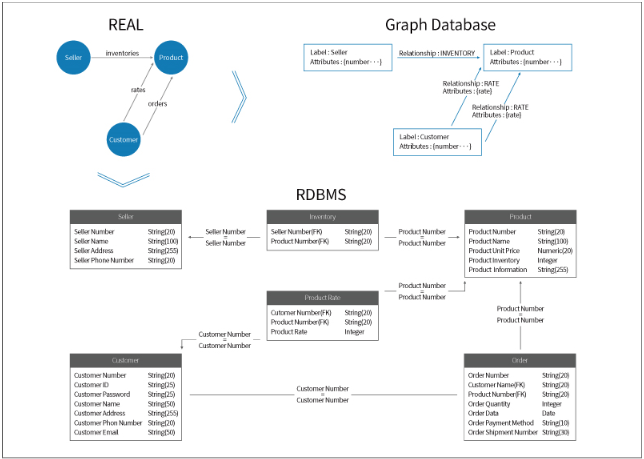 REAL
Graph Database
Seller
inventories
Product
rates
orders
Customer
Label : Seller
Attributes : {number· · ·}
Relationship : INVENTORY
Label : Product
Attributes : {number· · ·}
Relationship : RATE
Attributes : {rate}
Relationship : RATE
Attributes : {rate}
Label : Customer
Attributes : {number· · ·}
RDBMS
Seller
Seller Number String(20)
Seller Name String(100)
Seller Address String(255)
Seller Phone Number String(20)
Seller Number
=
Seller Number
Inventory
Seller Number(FK) String(20)
Product Number(FK) String(20)
Product Number
=
Product Number
Product
Product Number String(20)
Product Name String(100)
Product Unit Price Numeric(20)
Product Inventory Integer
Product Information String(255)
Product Number
=
Product Number
Product Rate
Cutomer Number(FK) String(20)
Product Number(FK) String(20)
Product Rate Integer
Product Number
=
Product Number
Customer Number
=
Customer Number
Customer
Customer Number String(20)
Customer ID String(25)
Customer Password String(25)
Customer Name String(50)
Customer Address String(255)
Customer Phon Number String(20)
Customer Email String(50)
Customer Number
=
Customer Number
Order
Order Number String(20)
Customer Name(FK) String(20)
Product Number(FK) String(20)
Order Quantity Integer
Order Data Date
Order Payment Method String(10)
Order Shipment Number String(30)